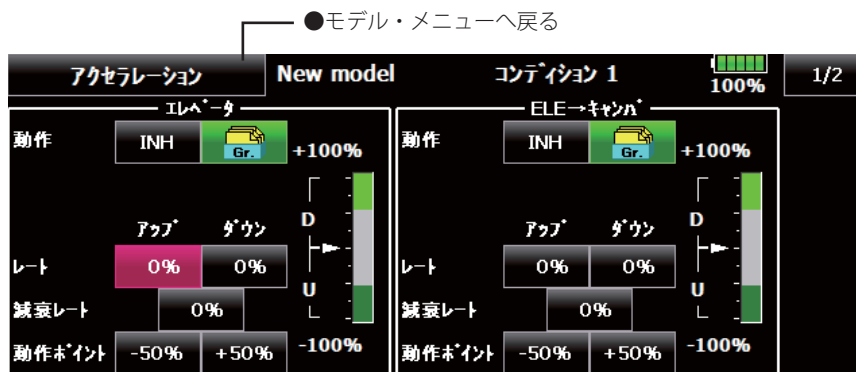 ●モデル・メニューへ戻る
アクセラレーション New model コンディション 1 100% 1/2
エレベータ ELE→キャンバ
動作 INH Gr. +100% 動作 INH Gr. +100%
アップ ダウン D アップ ダウン D
レート 0% 0% レート 0% 0%
U U
減衰レート 0% 減衰レート 0%
動作ポイント -50% +50% -100% 動作ポイント -50% +50% -100%